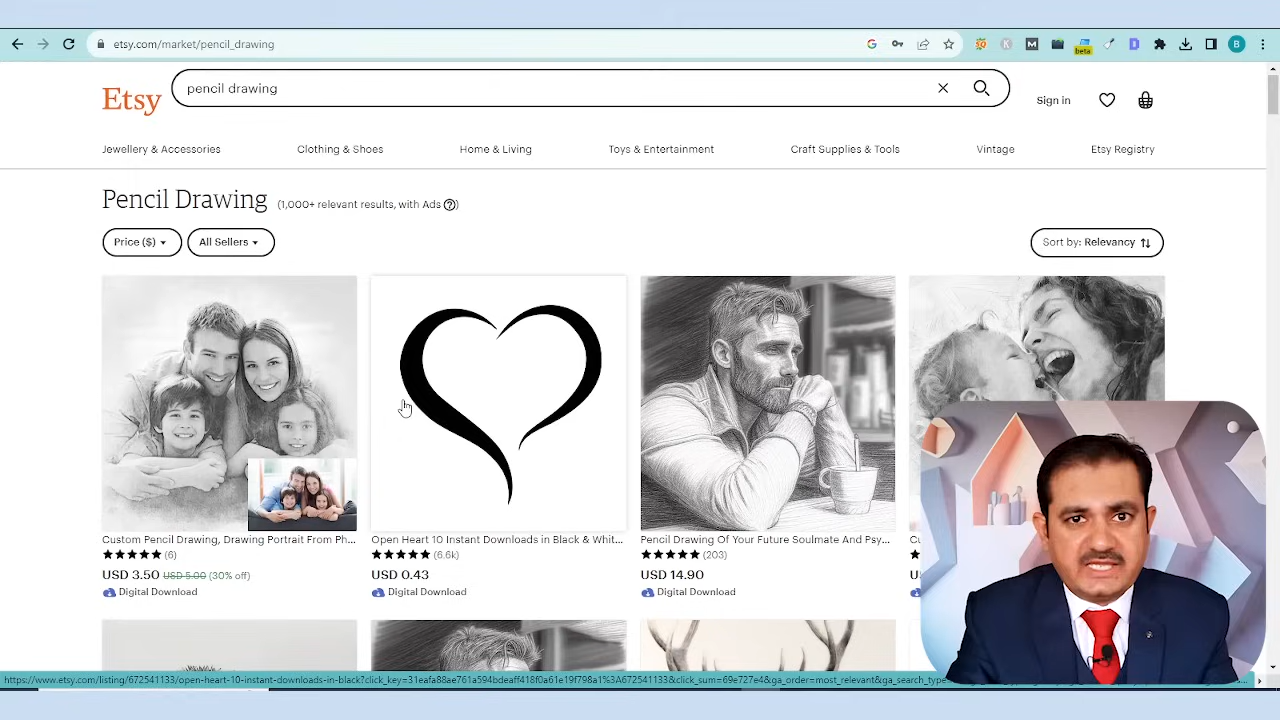 etsy.com/market/pencil_drawing
beta
B
Etsy
pencil drawing
Sign in
Jewellery & Accessories
Clothing & Shoes
Home & Living
Toys & Entertainment
Craft Supplies & Tools
Vintage
Etsy Registry
Pencil Drawing (1,000+ relevant results, with Ads ?)
Price ($)
All Sellers
Sort by: Relevancy
Custom Pencil Drawing, Drawing Portrait From Ph...
(6)
USD 3.50 USD 5.00 (30% off)
Digital Download
Open Heart 10 Instant Downloads in Black & Whit...
(6.6k)
Digital Download
Pencil Drawing Of Your Future Soulmate And Psy...
(203)
USD 14.90
Digital Download